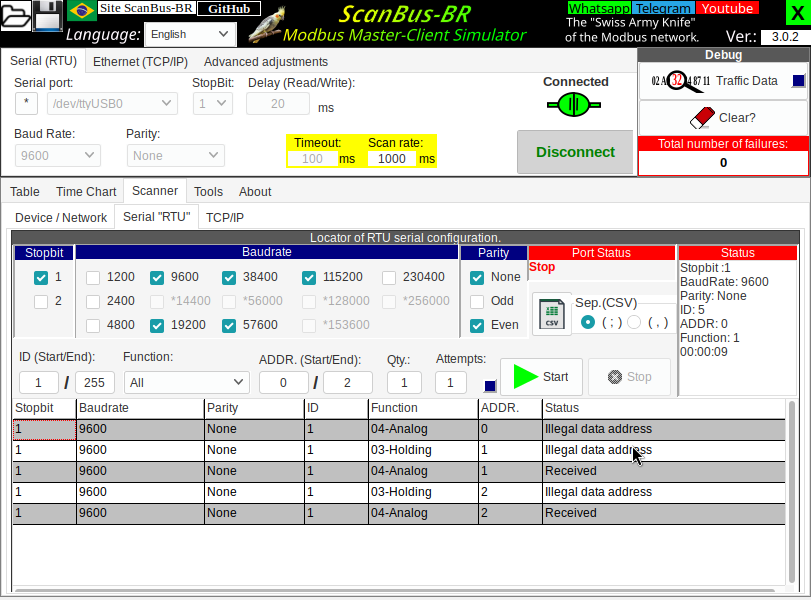 Site ScanBus-BR GitHub
Language: English
ScanBus-BR
Modbus Master-Client Simulator
Whatsapp Telegram Youtube
The "Swiss Army Knife"
of the Modbus network.
X
Ver.: 3.0.2
Serial (RTU) Ethernet (TCP/IP) Advanced adjustments
Serial port: StopBit: Delay (Read/Write):
* /dev/ttyUSB0 1 20 ms
Baud Rate: Parity:
9600 None
Timeout: Scan rate:
100 ms 1000 ms
Connected
Disconnect
Debug
02 A 32 4 87 11 Traffic Data
Clear?
Total number of failures:
0
Table Time Chart Scanner Tools About
Device / Network Serial "RTU" TCP/IP
Locator of RTU serial configuration.
Stopbit Baudrate Parity Port Status Status
1 1200 9600 38400 115200 230400 None
2 2400 *14400 *56000 *128000 *256000 Odd
4800 19200 57600 *153600 Even
Stop
CSV
Sep.(CSV)
( ; ) ( , )
Stopbit :1
BaudRate: 9600
Parity: None
ID: 5
ADDR: 0
Function: 1
00:00:09
ID (Start/End): Function: ADDR. (Start/End): Qty.: Attempts:
1 / 255 All 0 / 2 1 1 Start Stop
Stopbit Baudrate Parity ID Function ADDR. Status
1 9600 None 1 04-Analog 0 Illegal data address
1 9600 None 1 03-Holding 1 Illegal data address
1 9600 None 1 04-Analog 1 Received
1 9600 None 1 03-Holding 2 Illegal data address
1 9600 None 1 04-Analog 2 Received